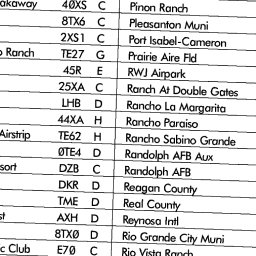 akaway 40XS C Pinon Ranch
8TX6 C Pleasanton Muni
2XS1 C Port Isabel-Cameron
Ranch TE27 G Prairie Aire Fld
45R E RWJ Airpark
25XA C Ranch At Double Gates
LHB D Rancho La Margarita
44XA H Rancho Paraiso
Airstrip TE62 H Rancho Sabino Grande
0TE4 D Randolph AFB Aux
sort DZB C Randolph AFB
DKR D Reagan County
TME D Real County
st AXH D Reynosa Intl
8TX0 D Rio Grande City Muni
c Club E70 C Rio Vista Ranch